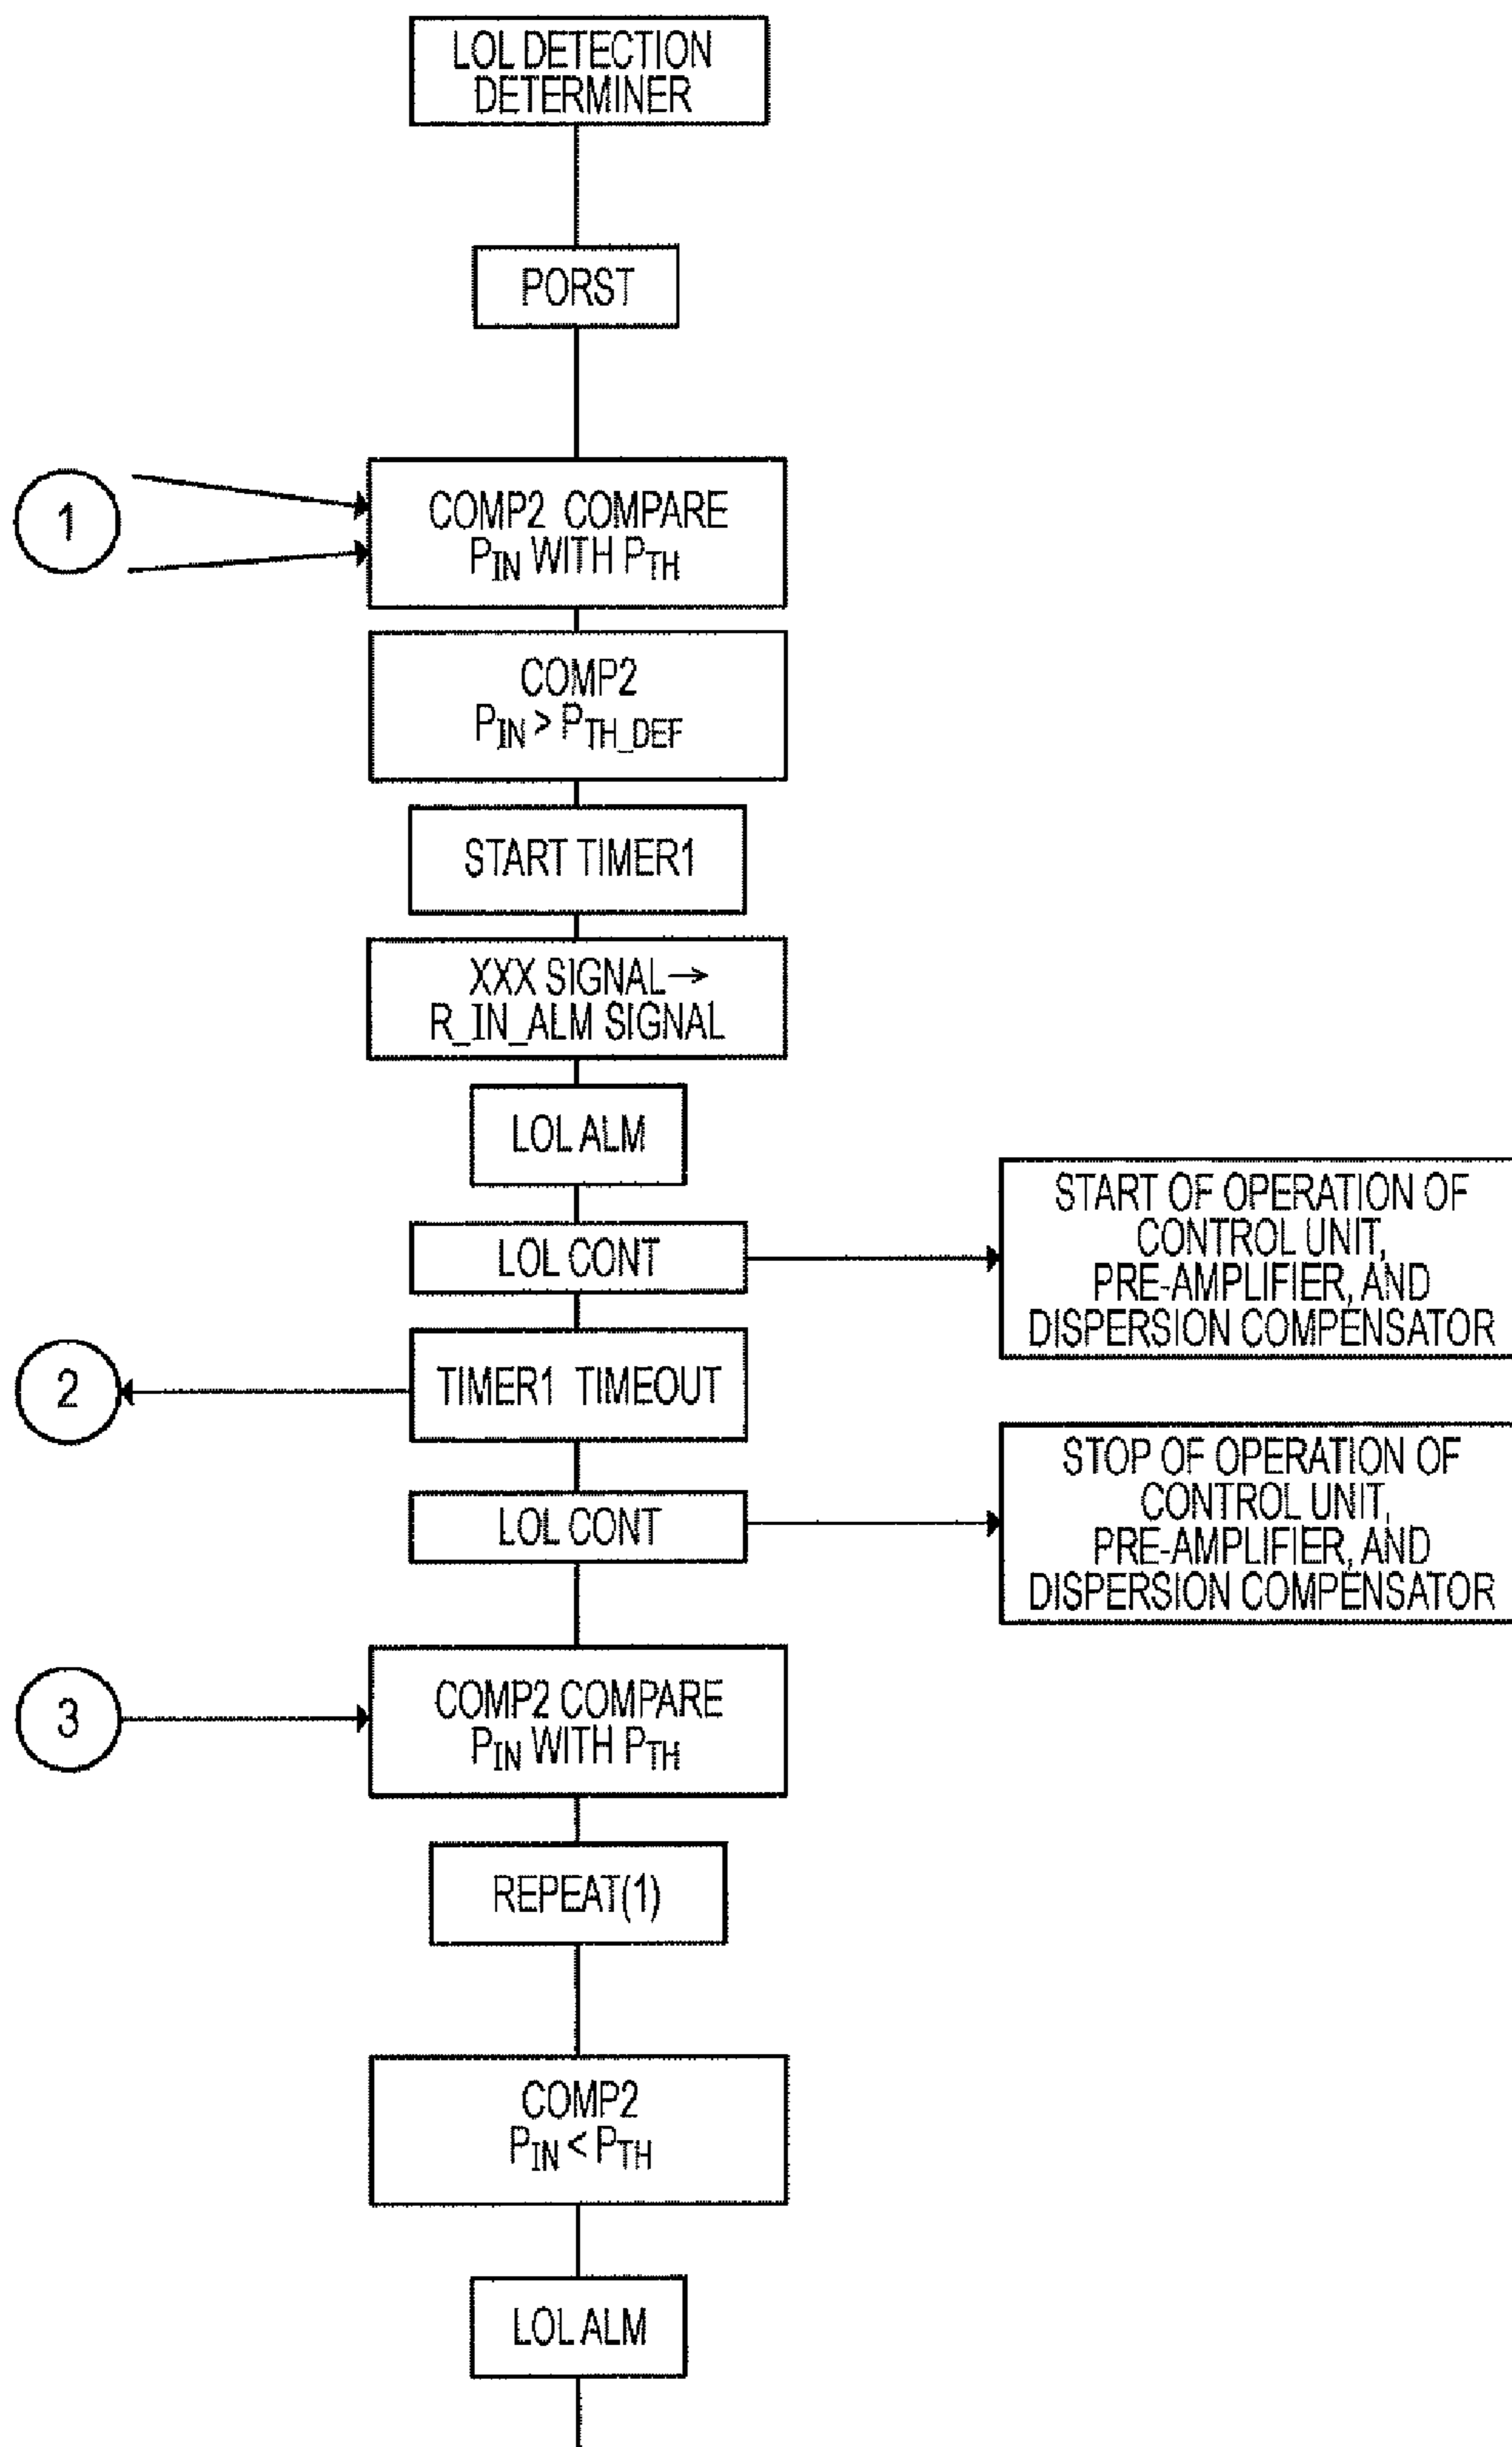 LOL DETECTION
DETERMINER
PORST
1
COMP2 COMPARE
PIN WITH PTH
COMP2
PIN > PTH_DEF
START TIMER1
XXX SIGNAL→
R_IN_ALM SIGNAL
LOL ALM
LOL CONT
START OF OPERATION OF
CONTROL UNIT,
PRE-AMPLIFIER, AND
DISPERSION COMPENSATOR
2
TIMER1 TIMEOUT
LOL CONT
STOP OF OPERATION OF
CONTROL UNIT,
PRE-AMPLIFIER, AND
DISPERSION COMPENSATOR
3
COMP2 COMPARE
PIN WITH PTH
REPEAT(1)
COMP2
PIN < PTH
LOL ALM